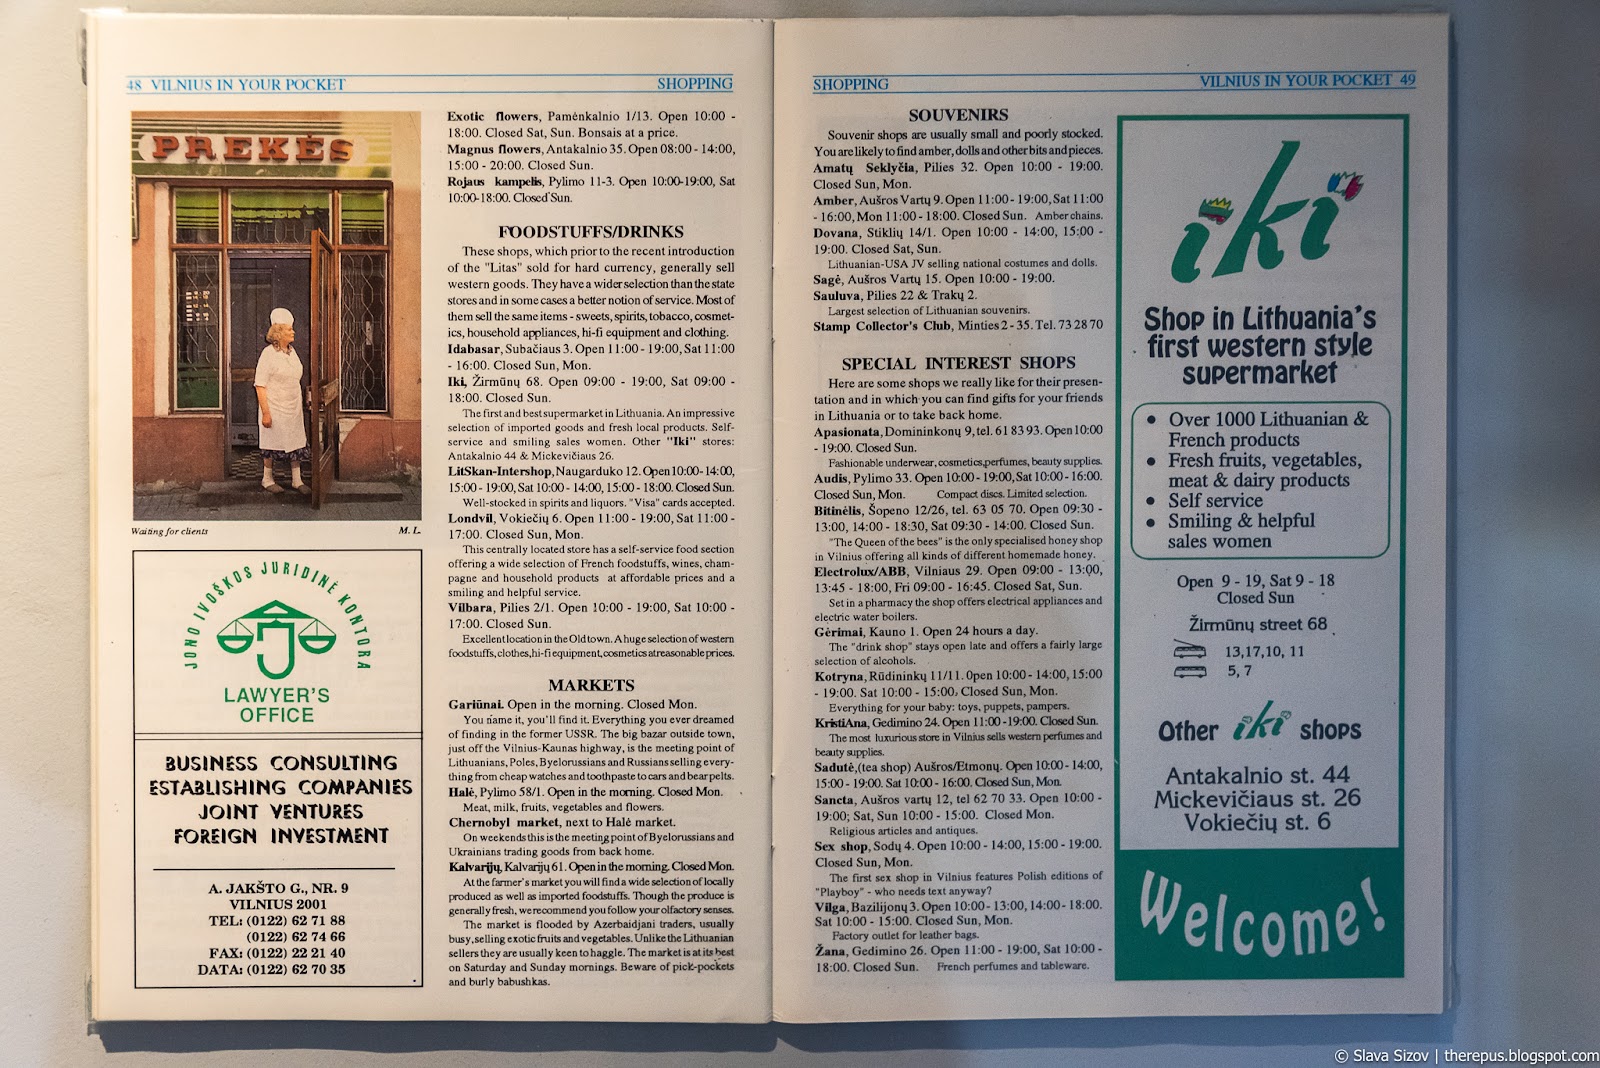 48 VILNIUS IN YOUR POCKET
SHOPPING
PREKĖS
Waiting for clients
M. L.
JONO IVOŠKOS JURIDINĖ KONTORA
LAWYER'S
OFFICE
BUSINESS CONSULTING
ESTABLISHING COMPANIES
JOINT VENTURES
FOREIGN INVESTMENT
A. JAKŠTO G., NR. 9
VILNIUS 2001
TEL: (0122) 62 71 88
(0122) 62 74 66
FAX: (0122) 22 21 40
DATA: (0122) 62 70 35
Exotic flowers, Pamėnkalnio 1/13. Open 10:00 -
18:00. Closed Sat, Sun. Bonsais at a price.
Magnus flowers, Antakalnio 35. Open 08:00 - 14:00,
15:00 - 20:00. Closed Sun.
Rojaus kampelis, Pylimo 11-3. Open 10:00-19:00, Sat
10:00-18:00. Closed Sun.
FOODSTUFFS/DRINKS
These shops, which prior to the recent introduction
of the "Litas" sold for hard currency, generally sell
western goods. They have a wider selection than the state
stores and in some cases a better notion of service. Most of
them sell the same items - sweets, spirits, tobacco, cosmet-
ics, household appliances, hi-fi equipment and clothing.
Idabasar, Subačiaus 3. Open 11:00 - 19:00, Sat 11:00
- 16:00. Closed Sun, Mon.
Iki, Žirmūnų 68. Open 09:00 - 19:00, Sat 09:00 -
18:00. Closed Sun.
The first and best supermarket in Lithuania. An impressive
selection of imported goods and fresh local products. Self-
service and smiling sales women. Other "Iki" stores:
Antakalnio 44 & Mickevičiaus 26.
LitSkan-Intershop, Naugarduko 12. Open 10:00 - 14:00,
15:00 - 19:00, Sat 10:00 - 14:00, 15:00 - 18:00. Closed Sun.
Well-stocked in spirits and liquors. "Visa" cards accepted.
Londvil, Vokiečių 6. Open 11:00 - 19:00, Sat 11:00 -
17:00. Closed Sun, Mon.
This centrally located store has a self-service food section
offering a wide selection of French foodstuffs, wines, cham-
pagne and household products at affordable prices and a
smiling and helpful service.
Vilbara, Pilies 2/1. Open 10:00 - 19:00, Sat 10:00 -
17:00. Closed Sun.
Excellent location in the Old town. A huge selection of western
foodstuffs, clothes, hi-fi equipment, cosmetics at reasonable prices.
MARKETS
Gariūnai. Open in the morning. Closed Mon.
You name it, you'll find it. Everything you ever dreamed
of finding in the former USSR. The big bazar outside town,
just off the Vilnius-Kaunas highway, is the meeting point of
Lithuanians, Poles, Byelorussians and Russians selling every-
thing from cheap watches and toothpaste to cars and bear pelts.
Halė, Pylimo 58/1. Open in the morning. Closed Mon.
Meat, milk, fruits, vegetables and flowers.
Chernobyl market, next to Halė market.
On weekends this is the meeting point of Byelorussians and
Ukrainians trading goods from back home.
Kalvarijų, Kalvarijų 61. Open in the morning. Closed Mon.
At the farmer's market you will find a wide selection of locally
produced as well as imported foodstuffs. Though the produce is
generally fresh, we recommend you follow your olfactory senses.
The market is flooded by Azerbaidjani traders, usually
busy, selling exotic fruits and vegetables. Unlike the Lithuanian
sellers they are usually keen to haggle. The market is at its best
on Saturday and Sunday mornings. Beware of pick-pockets
and burly babushkas.
SHOPPING
VILNIUS IN YOUR POCKET 49
SOUVENIRS
Souvenir shops are usually small and poorly stocked.
You are likely to find amber, dolls and other bits and pieces.
Amatų Seklyčia, Pilies 32. Open 10:00 - 19:00.
Closed Sun, Mon.
Amber, Aušros Vartų 9. Open 11:00 - 19:00, Sat 11:00
- 16:00, Mon 11:00 - 18:00. Closed Sun. Amber chains.
Dovana, Stiklių 14/1. Open 10:00 - 14:00, 15:00 -
19:00. Closed Sat, Sun.
Lithuanian-USA JV selling national costumes and dolls.
Sagė, Aušros Vartų 15. Open 10:00 - 19:00.
Sauluva, Pilies 22 & Trakų 2.
Largest selection of Lithuanian souvenirs.
Stamp Collector's Club, Minties 2 - 35. Tel. 73 28 70
SPECIAL INTEREST SHOPS
Here are some shops we really like for their presen-
tation and in which you can find gifts for your friends
in Lithuania or to take back home.
Apasionata, Domininkonų 9, tel. 61 83 93. Open 10:00
- 19:00. Closed Sun.
Fashionable underwear, cosmetics, perfumes, beauty supplies.
Audis, Pylimo 33. Open 10:00 - 19:00, Sat 10:00 - 16:00.
Closed Sun, Mon. Compact discs. Limited selection.
Bitinėlis, Šopeno 12/26, tel. 63 05 70. Open 09:30 -
13:00, 14:00 - 18:30, Sat 09:30 - 14:00. Closed Sun.
"The Queen of the bees" is the only specialised honey shop
in Vilnius offering all kinds of different homemade honey.
Electrolux/ABB, Vilniaus 29. Open 09:00 - 13:00,
13:45 - 18:00, Fri 09:00 - 16:45. Closed Sat, Sun.
Set in a pharmacy the shop offers electrical appliances and
electric water boilers.
Gėrimai, Kauno 1. Open 24 hours a day.
The "drink shop" stays open late and offers a fairly large
selection of alcohols.
Kotryna, Rūdininkų 11/11. Open 10:00 - 14:00, 15:00
- 19:00. Sat 10:00 - 15:00. Closed Sun, Mon.
Everything for your baby: toys, puppets, pampers.
KristiAna, Gedimino 24. Open 11:00 - 19:00. Closed Sun.
The most luxurious store in Vilnius sells western perfumes and
beauty supplies.
Sadutė,(tea shop) Aušros/Etmonų. Open 10:00 - 14:00,
15:00 - 19:00. Sat 10:00 - 16:00. Closed Sun, Mon.
Sancta, Aušros vartų 12, tel 62 70 33. Open 10:00 -
19:00; Sat, Sun 10:00 - 15:00. Closed Mon.
Religious articles and antiques.
Sex shop, Sodų 4. Open 10:00 - 14:00, 15:00 - 19:00.
Closed Sun, Mon.
The first sex shop in Vilnius features Polish editions of
"Playboy" - who needs text anyway?
Vilga, Bazilijonų 3. Open 10:00 - 13:00, 14:00 - 18:00.
Sat 10:00 - 15:00. Closed Sun, Mon.
Factory outlet for leather bags.
Žana, Gedimino 26. Open 11:00 - 19:00, Sat 10:00 -
18:00. Closed Sun. French perfumes and tableware.
iki
Shop in Lithuania's
first western style
supermarket
• Over 1000 Lithuanian &
French products
• Fresh fruits, vegetables,
meat & dairy products
• Self service
• Smiling & helpful
sales women
Open 9 - 19, Sat 9 - 18
Closed Sun
Žirmūnų street 68
13,17,10, 11
5, 7
Other iki shops
Antakalnio st. 44
Mickevičiaus st. 26
Vokiečių st. 6
Welcome!
© Slava Sizov | therepus.blogspot.com